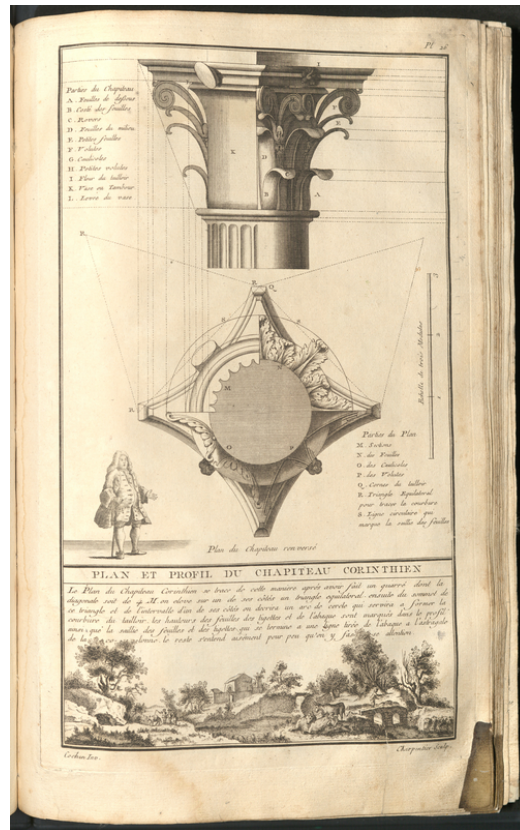 Pl.
Parties du Chapiteau
A. Feuilles de dessous
B. Costé des feuilles
C. Revers
D. Feuilles du milieu
E. Petites feuilles
F. Volutes
G. Caulicoles
H. Petites volutes
I. Fleur du tailloir
K. Vase ou Tambour
L. Levre du vase
Echelle de trois Modules
Parties du Plan
M. Sections
N. des Feuilles
O. des Caulicoles
P. des Volutes
Q. Cornes du tailloir
R. Triangle Equilateral
pour tracer la courbure
S. Ligne circulaire qui
marque la saillie des feuilles
Plan du Chapiteau renversé
PLAN ET PROFIL DU CHAPITEAU CORINTHIEN
Le Plan du Chapiteau Corinthien se trace de cette maniere après avoir fait un quarré dont la
diagonale soit de 4 M. on elevera sur un de ses côtés un triangle equilateral, ensuite du sommet de
ce triangle et de l'intervalle d'un de ses côtés on décrira un arc de cercle qui servira a former la
courbure du tailloir. les hauteurs des feuilles des tigettes et de l'abaque sont marqués dans le profil
ainsi que la saillie des feuilles et des tigettes qui se termine a une ligne tirée de l'abaque a l'astragale
de la colonne, le reste s'entend aisément pour peu qu'on y fasse attention.
Cochin Inv.
Charpentier Sculp.